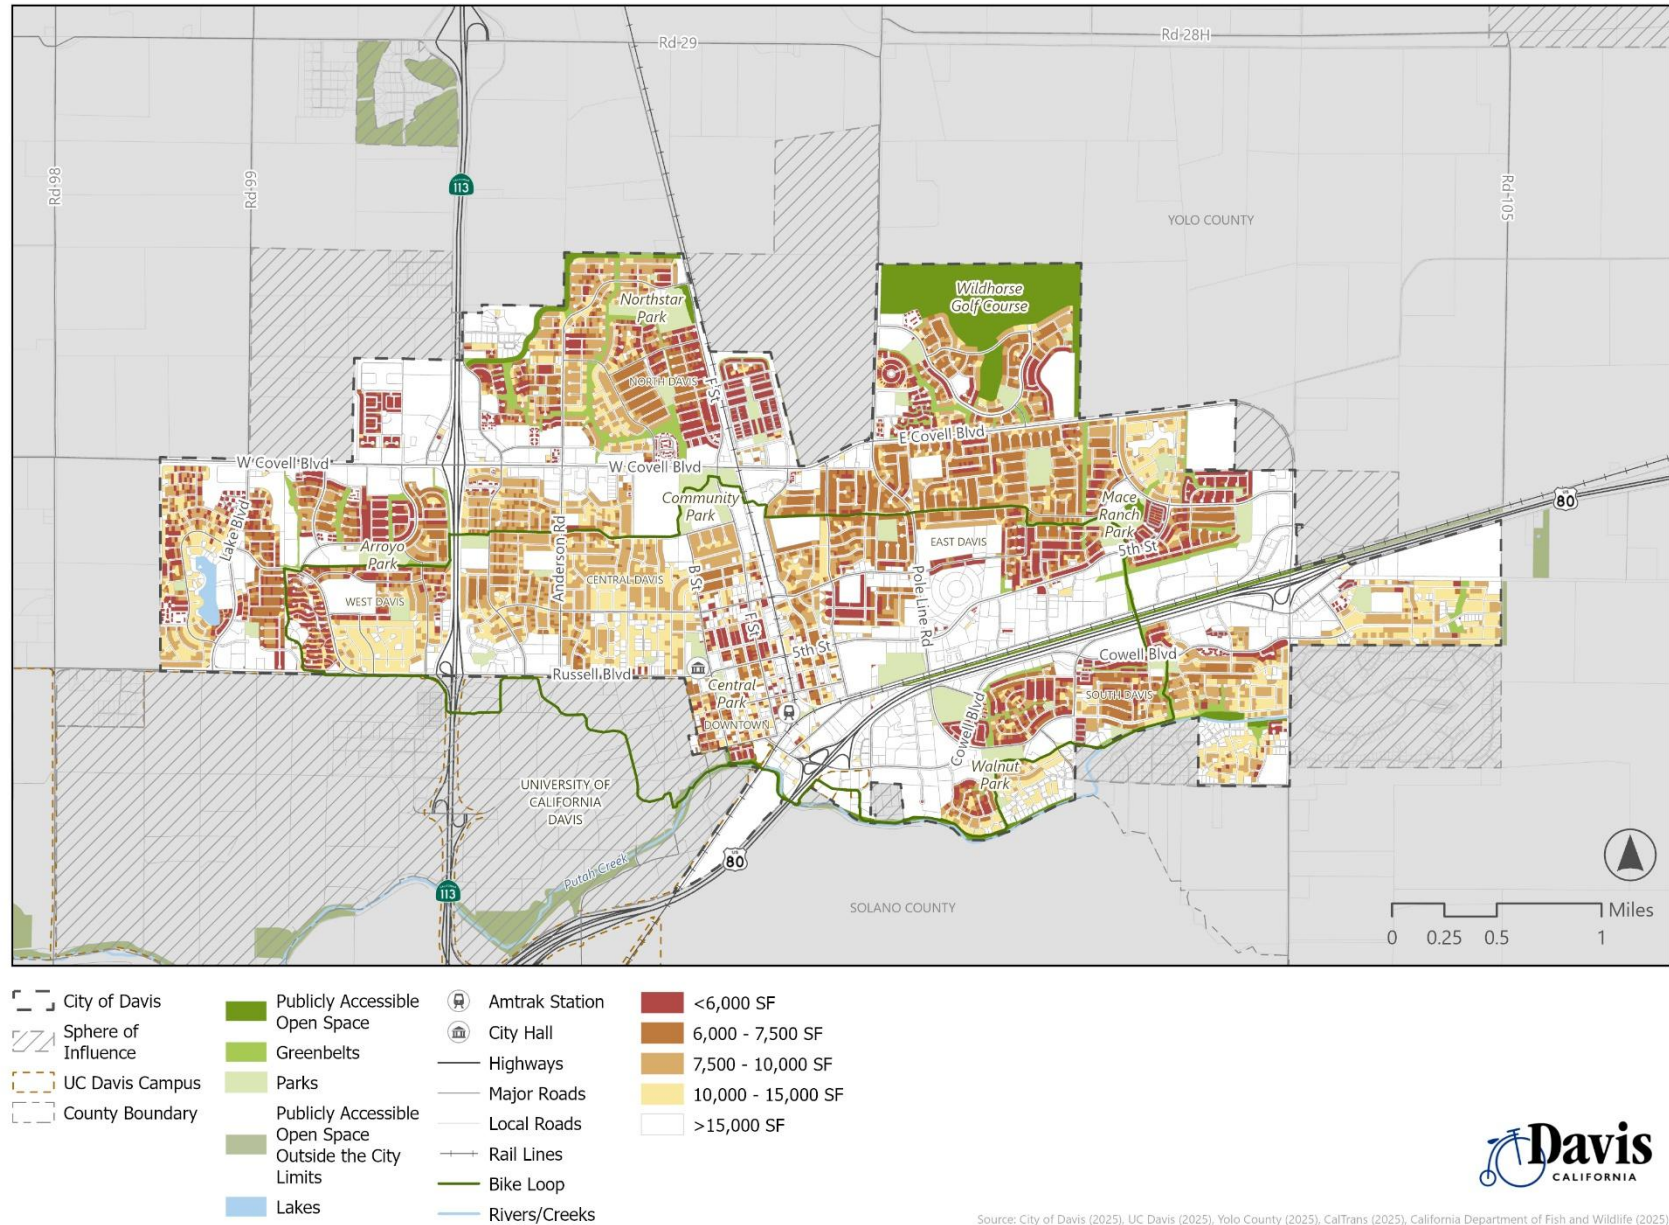 Rd 29
Rd 28H
Rd 98
Rd 99
113
Rd 105
YOLO COUNTY
Wildhorse
Golf Course
Northstar
Park
NORTH DAVIS
F St
E Covell Blvd
W Covell Blvd
W Covell Blvd
Community
Park
Mace
Ranch
Park
80
Lake Blvd
Arroyo
Park
Anderson Rd
EAST DAVIS
5th St
CENTRAL DAVIS
B St
WEST DAVIS
Pole Line Rd
F St
5th St
Cowell Blvd
Russell Blvd
Central
Park
SOUTH DAVIS
DOWNTOWN
Cowell Blvd
Walnut
Park
UNIVERSITY OF
CALIFORNIA
DAVIS
80
Putah Creek
113
SOLANO COUNTY
Miles
0 0.25 0.5 1
City of Davis
Sphere of
Influence
UC Davis Campus
County Boundary
Publicly Accessible
Open Space
Greenbelts
Parks
Publicly Accessible
Open Space
Outside the City
Limits
Lakes
Amtrak Station
City Hall
Highways
Major Roads
Local Roads
Rail Lines
Bike Loop
Rivers/Creeks
<6,000 SF
6,000 - 7,500 SF
7,500 - 10,000 SF
10,000 - 15,000 SF
>15,000 SF
Davis
CALIFORNIA
Source: City of Davis (2025), UC Davis (2025), Yolo County (2025), CalTrans (2025), California Department of Fish and Wildlife (2025)